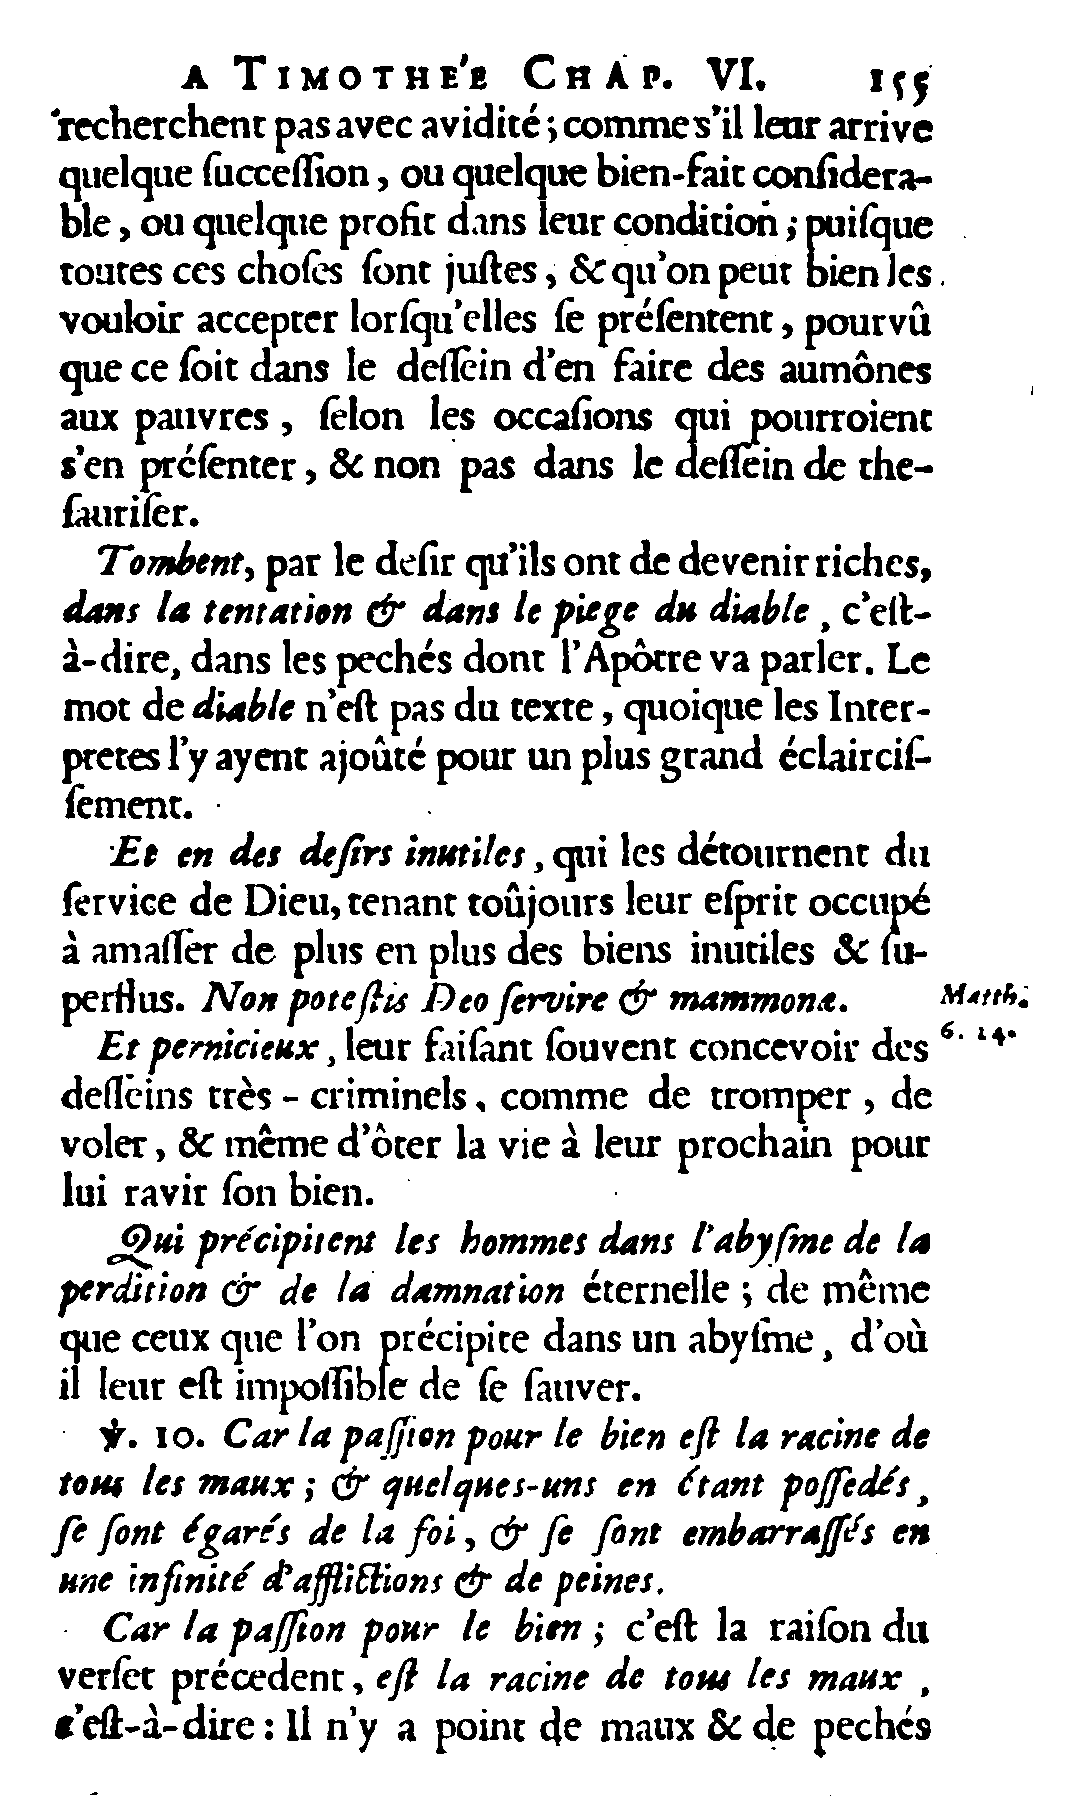 A TIMOTHE'E CHAP. VI. 155
recherchent pas avec avidité ; comme s'il leur arrive
quelque ſucceſſion , ou quelque bien-fait conſidera-
ble , ou quelque profit dans leur condition ; puiſque
toutes ces choſes ſont juſtes , & qu'on peut bien les
vouloir accepter lorſqu'elles ſe préſentent , pourvû
que ce ſoit dans le deſſein d'en faire des aumônes
aux pauvres , ſelon les occaſions qui pourroient
s'en préſenter , & non pas dans le deſſein de the-
ſauriſer.
Tombent, par le deſir qu'ils ont de devenir riches,
dans la tentation & dans le piege du diable , c'eſt-
à-dire, dans les pechés dont l'Apôtre va parler. Le
mot de diable n'eſt pas du texte , quoique les Inter-
pretes l'y ayent ajoûté pour un plus grand éclairciſ-
ſement.
Et en des deſirs inutiles , qui les détournent du
ſervice de Dieu, tenant toûjours leur eſprit occupé
à amaſſer de plus en plus des biens inutiles & ſu-
perflus. Non poteſtis Deo ſervire & mammonæ. Matth.
Et pernicieux , leur faiſant ſouvent concevoir des 6. 24.
deſſeins très - criminels , comme de tromper , de
voler , & même d'ôter la vie à leur prochain pour
lui ravir ſon bien.
Qui précipitent les hommes dans l'abyſme de la
perdition & de la damnation éternelle ; de même
que ceux que l'on précipite dans un abyſme , d'où
il leur eſt impoſſible de ſe ſauver.
℣. 10. Car la paſſion pour le bien eſt la racine de
tous les maux ; & quelques-uns en étant poſſedés ,
ſe ſont égarés de la foi , & ſe ſont embarraſſés en
une infinité d'afflictions & de peines.
Car la paſſion pour le bien ; c'eſt la raiſon du
verſet précedent , eſt la racine de tous les maux ,
c'eſt-à-dire : Il n'y a point de maux & de pechés